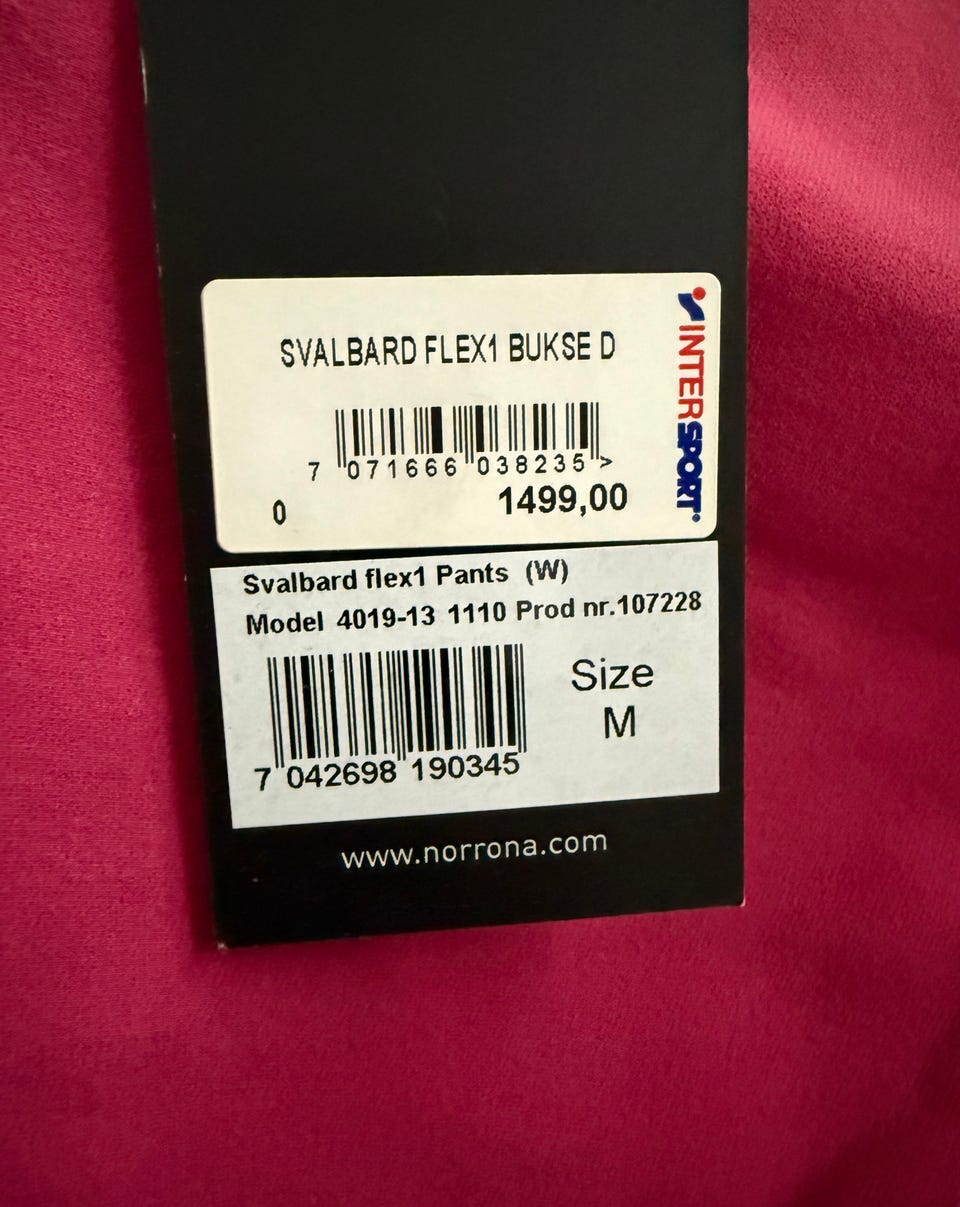 SVALBARD FLEX1 BUKSE D
INTERSPORT
7 071666 038235 >
0 1499,00
Svalbard flex1 Pants (W)
Model 4019-13 1110 Prod nr.107228
Size
M
7 042698 190345
www.norrona.com